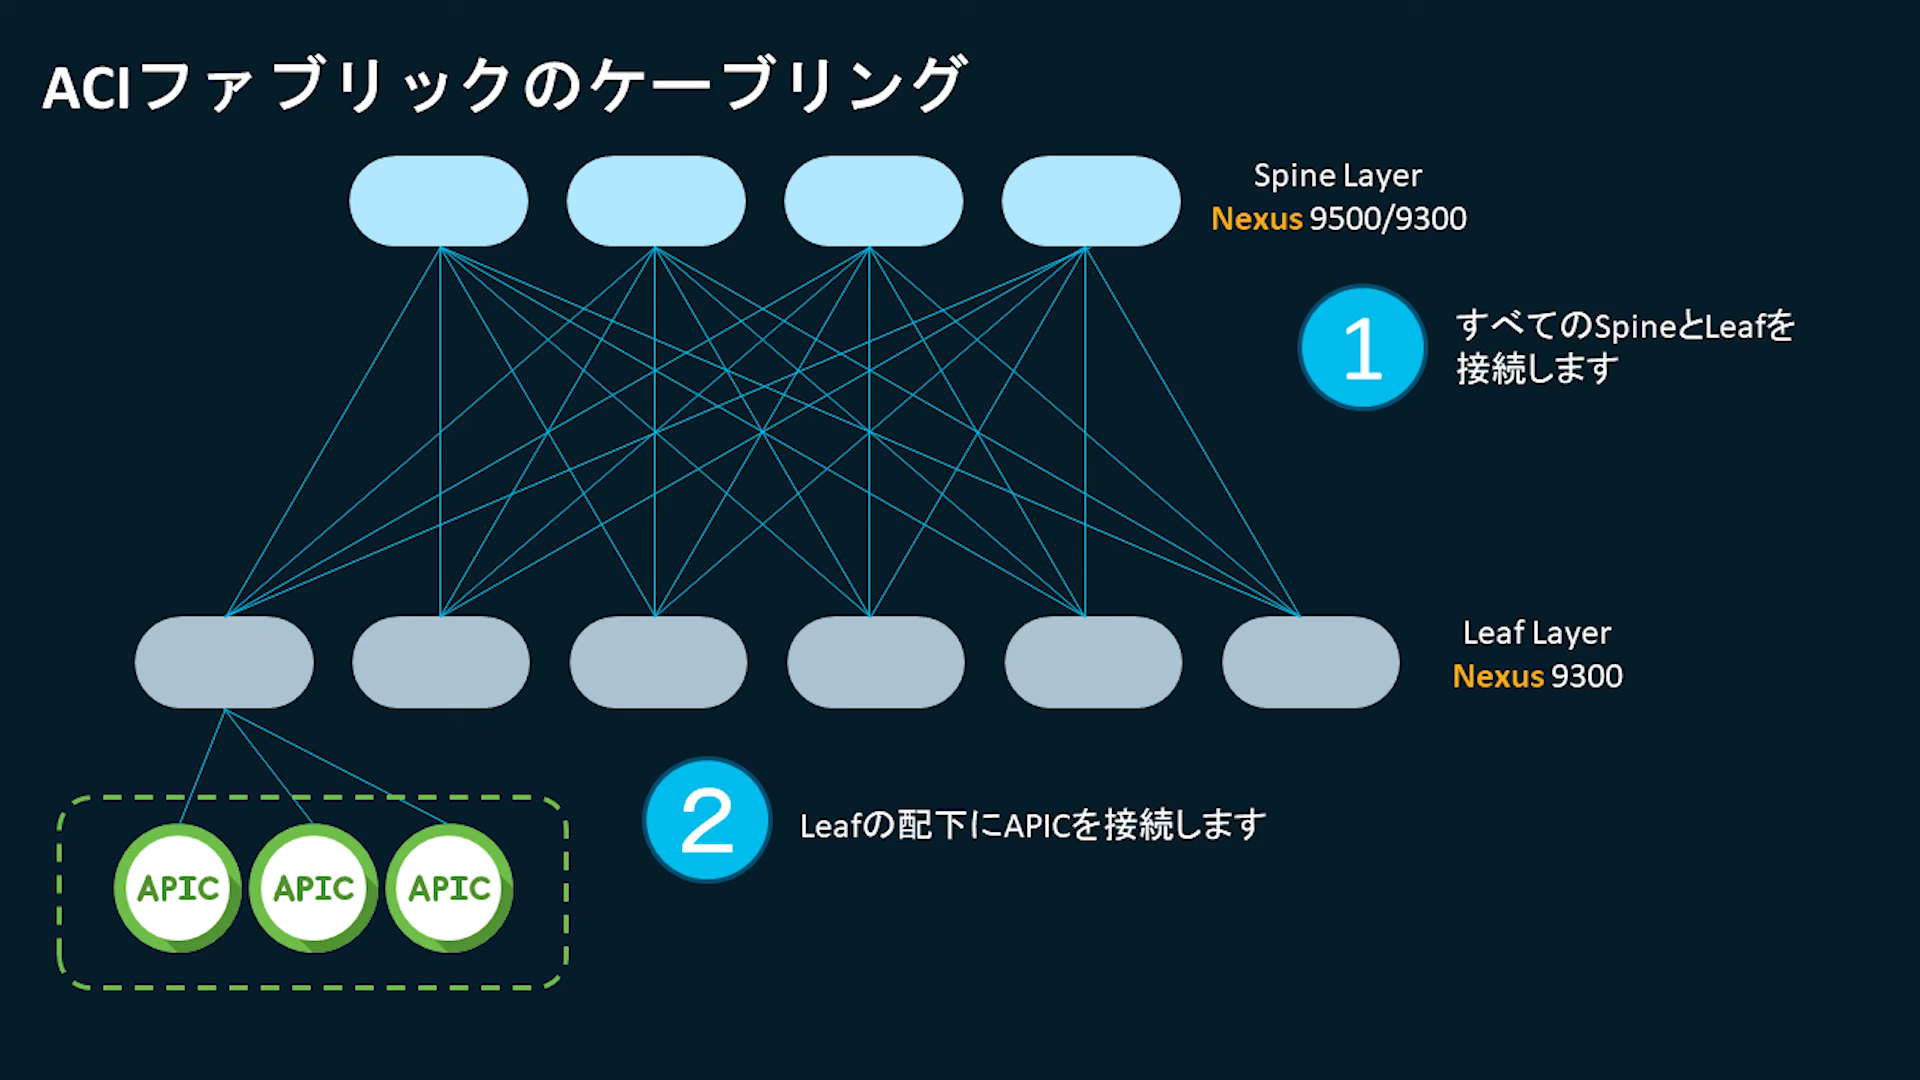 ACIファブリックのケーブリング
Spine Layer
Nexus 9500/9300
1
すべてのSpineとLeafを
接続します
Leaf Layer
Nexus 9300
2
Leafの配下にAPICを接続します
APIC
APIC
APIC